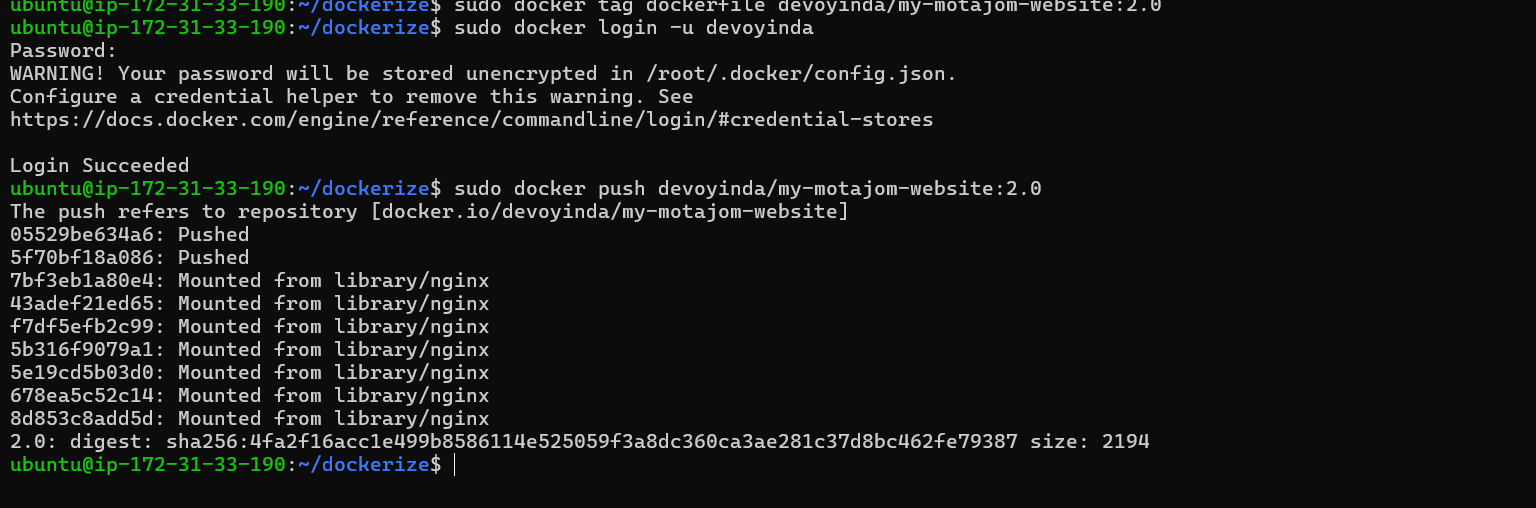 ubuntu@ip-172-31-33-190:~/dockerize$ sudo docker tag dockerfile devoyinda/my-motajom-website:2.0
ubuntu@ip-172-31-33-190:~/dockerize$ sudo docker login -u devoyinda
Password:
WARNING! Your password will be stored unencrypted in /root/.docker/config.json.
Configure a credential helper to remove this warning. See
https://docs.docker.com/engine/reference/commandline/login/#credential-stores
Login Succeeded
ubuntu@ip-172-31-33-190:~/dockerize$ sudo docker push devoyinda/my-motajom-website:2.0
The push refers to repository [docker.io/devoyinda/my-motajom-website]
05529be634a6: Pushed
5f70bf18a086: Pushed
7bf3eb1a80e4: Mounted from library/nginx
43adef21ed65: Mounted from library/nginx
f7df5efb2c99: Mounted from library/nginx
5b316f9079a1: Mounted from library/nginx
5e19cd5b03d0: Mounted from library/nginx
678ea5c52c14: Mounted from library/nginx
8d853c8add5d: Mounted from library/nginx
2.0: digest: sha256:4fa2f16acc1e499b8586114e525059f3a8dc360ca3ae281c37d8bc462fe79387 size: 2194
ubuntu@ip-172-31-33-190:~/dockerize$